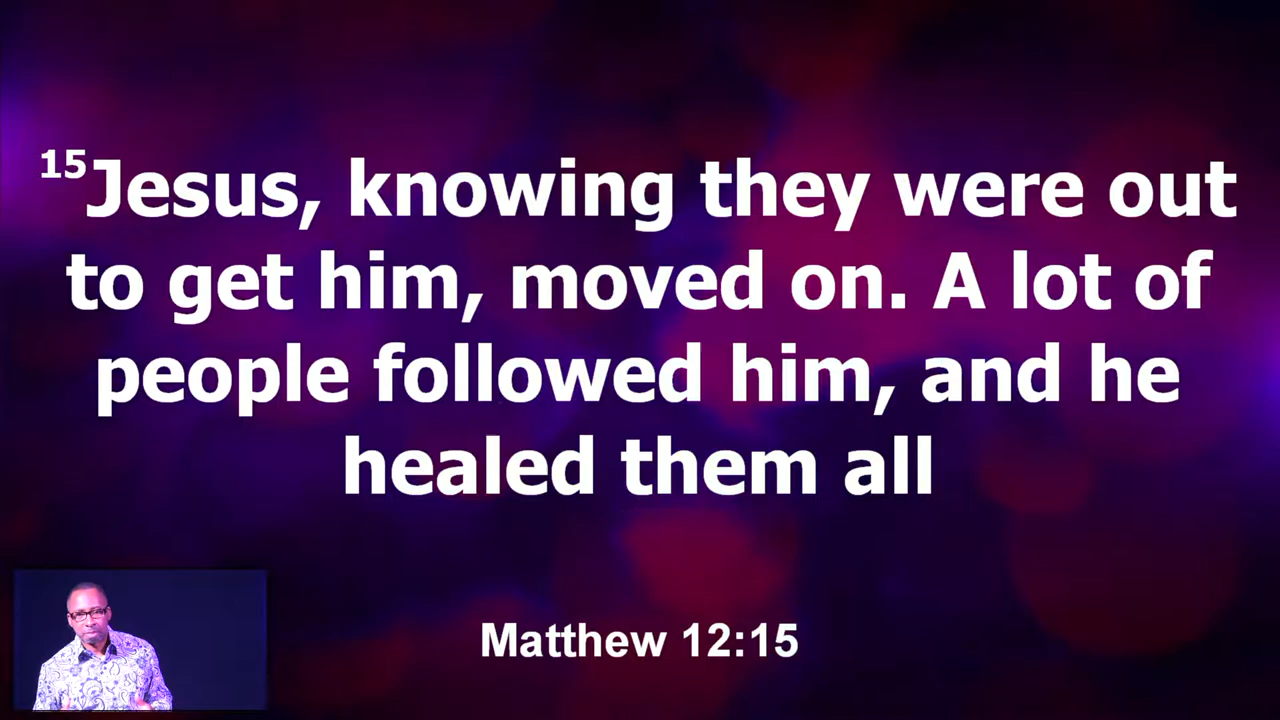 15Jesus, knowing they were out
to get him, moved on. A lot of
people followed him, and he
healed them all
Matthew 12:15